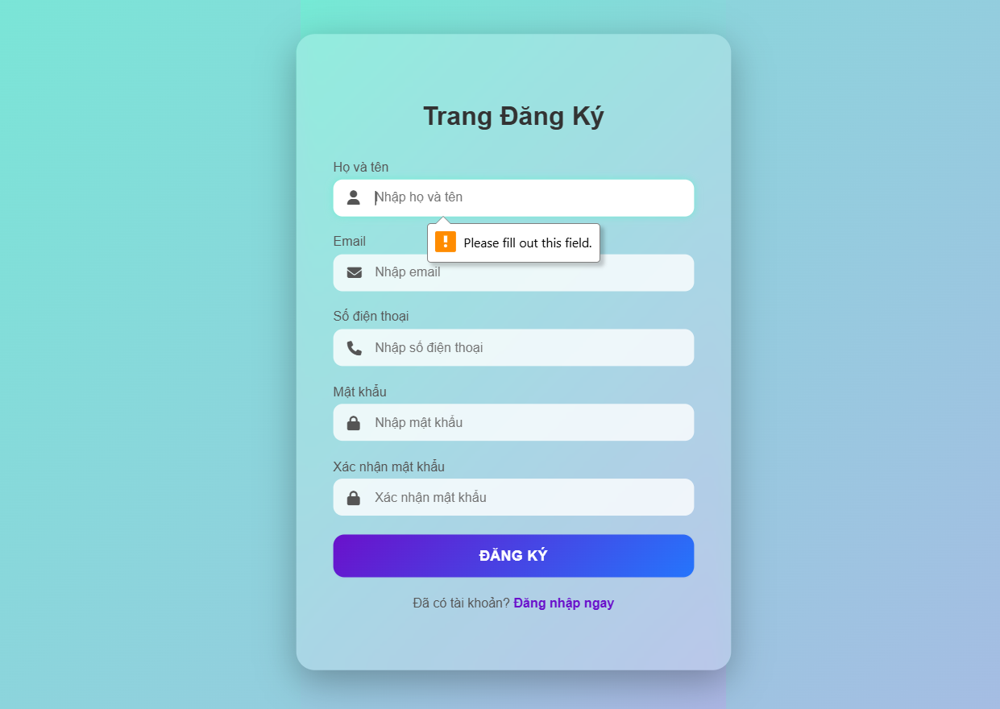 Trang Đăng Ký
Họ và tên
Nhập họ và tên
Please fill out this field.
Email
Nhập email
Số điện thoại
Nhập số điện thoại
Mật khẩu
Nhập mật khẩu
Xác nhận mật khẩu
Xác nhận mật khẩu
ĐĂNG KÝ
Đã có tài khoản? Đăng nhập ngay